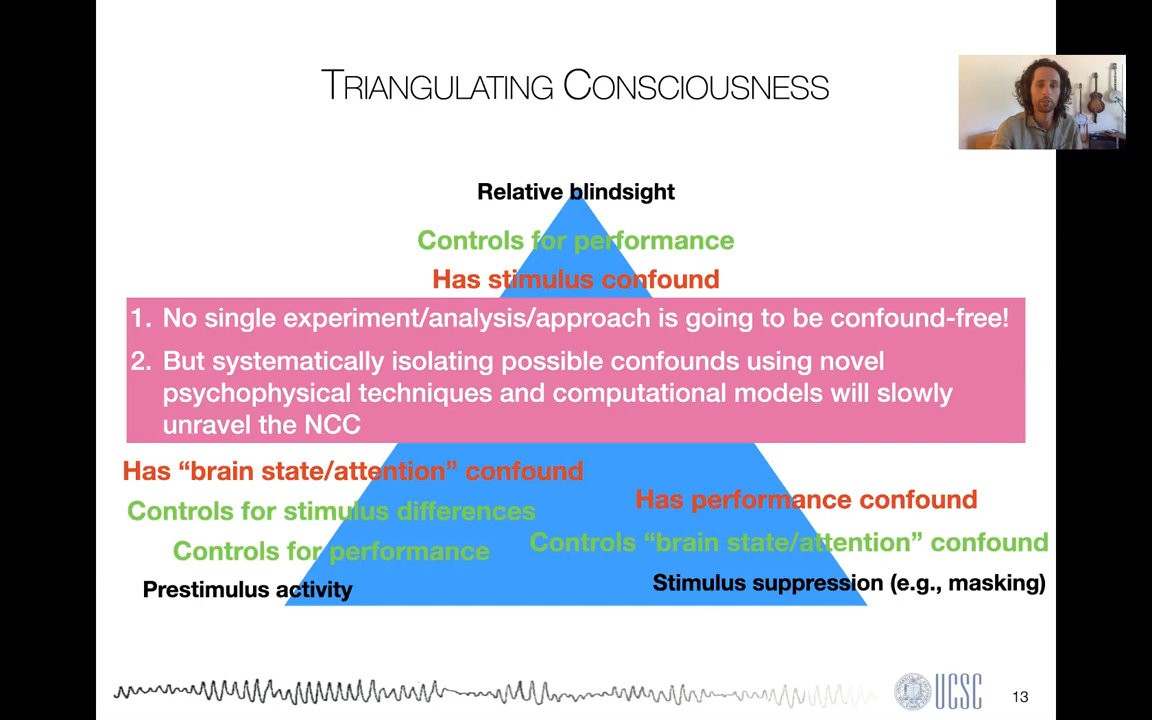 TRIANGULATING CONSCIOUSNESS
Relative blindsight
Controls for performance
Has stimulus confound
1. No single experiment/analysis/approach is going to be confound-free!
2. But systematically isolating possible confounds using novel
psychophysical techniques and computational models will slowly
unravel the NCC
Has “brain state/attention” confound
Controls for stimulus differences
Controls for performance
Prestimulus activity
Has performance confound
Controls “brain state/attention” confound
Stimulus suppression (e.g., masking)
UCSC
13